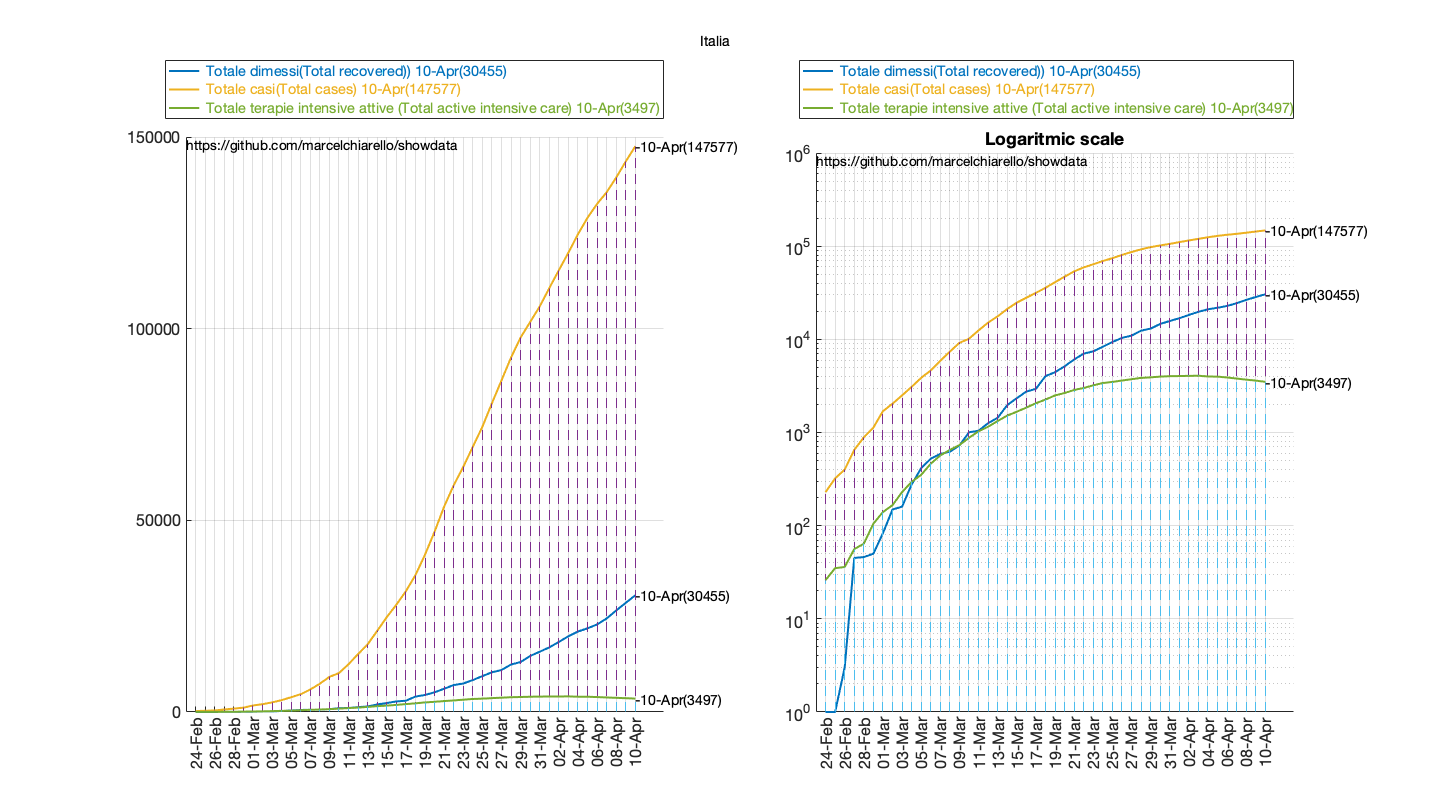 Italia
Totale dimessi(Total recovered)) 10-Apr(30455)
Totale casi(Total cases) 10-Apr(147577)
Totale terapie intensive attive (Total active intensive care) 10-Apr(3497)
150000
https://github.com/marcelchiarello/showdata
10-Apr(147577)
100000
50000
10-Apr(30455)
10-Apr(3497)
0
24-Feb
26-Feb
28-Feb
01-Mar
03-Mar
05-Mar
07-Mar
09-Mar
11-Mar
13-Mar
15-Mar
17-Mar
19-Mar
21-Mar
23-Mar
25-Mar
27-Mar
29-Mar
31-Mar
02-Apr
04-Apr
06-Apr
08-Apr
10-Apr
Totale dimessi(Total recovered)) 10-Apr(30455)
Totale casi(Total cases) 10-Apr(147577)
Totale terapie intensive attive (Total active intensive care) 10-Apr(3497)
Logaritmic scale
10^6
https://github.com/marcelchiarello/showdata
10-Apr(147577)
10^5
10-Apr(30455)
10^4
10-Apr(3497)
10^3
10^2
10^1
10^0
24-Feb
26-Feb
28-Feb
01-Mar
03-Mar
05-Mar
07-Mar
09-Mar
11-Mar
13-Mar
15-Mar
17-Mar
19-Mar
21-Mar
23-Mar
25-Mar
27-Mar
29-Mar
31-Mar
02-Apr
04-Apr
06-Apr
08-Apr
10-Apr